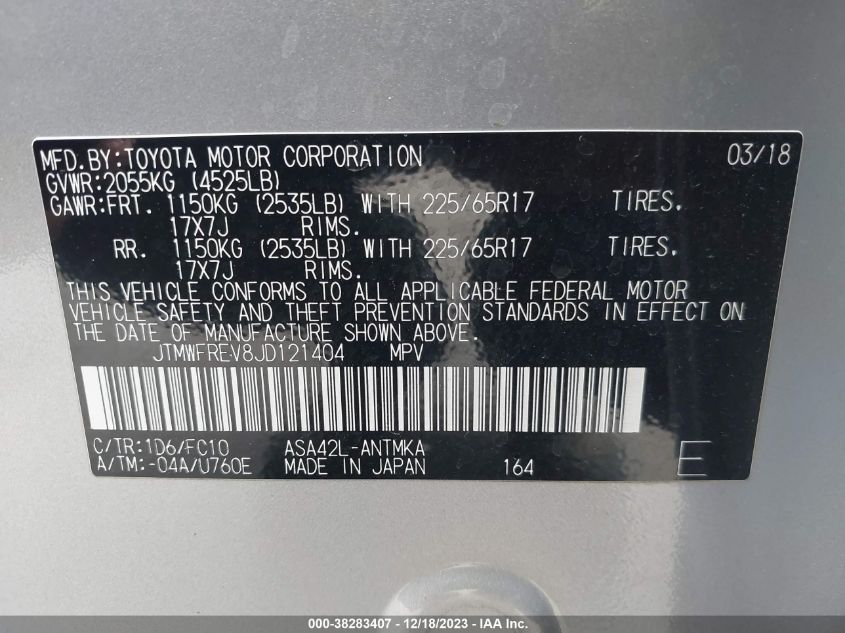 MFD.BY:TOYOTA MOTOR CORPORATION 03/18
GVWR:2055KG (4525LB)
GAWR:FRT. 1150KG (2535LB) WITH 225/65R17 TIRES.
17X7J RIMS.
RR. 1150KG (2535LB) WITH 225/65R17 TIRES.
17X7J RIMS.
THIS VEHICLE CONFORMS TO ALL APPLICABLE FEDERAL MOTOR
VEHICLE SAFETY AND THEFT PREVENTION STANDARDS IN EFFECT ON
THE DATE OF MANUFACTURE SHOWN ABOVE.
JTMWFREV8JD121404 MPV
C/TR:1D6/FC10 ASA42L-ANTMKA
A/TM:-04A/U760E MADE IN JAPAN 164 E
000-38283407 - 12/18/2023 - IAA Inc.